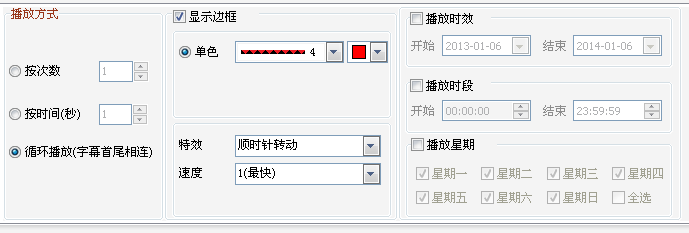 播放方式
按次数 1
按时间(秒) 1
循环播放(字幕首尾相连)
显示边框
单色 4
特效 顺时针转动
速度 1(最快)
播放时效
开始 2013-01-06 结束 2014-01-06
播放时段
开始 00:00:00 结束 23:59:59
播放星期
星期一 星期二 星期三 星期四
星期五 星期六 星期日 全选